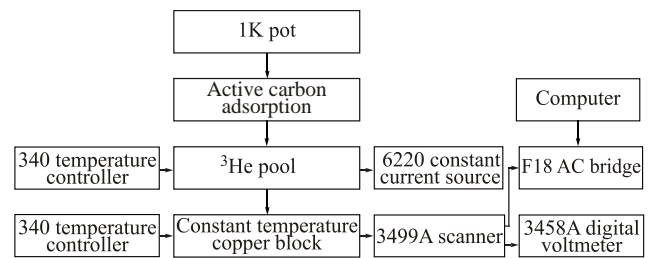 1K pot
Active carbon
adsorption
Computer
340 temperature
controller
³He pool
6220 constant
current source
F18 AC bridge
340 temperature
controller
Constant temperature
copper block
3499A scanner
3458A digital
voltmeter